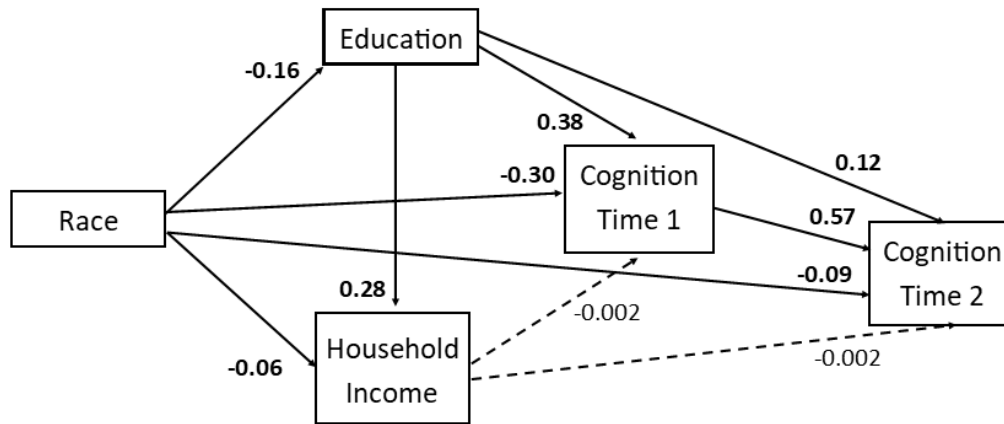 Education
-0.16
0.38
-0.30
Cognition
Time 1
0.12
Race
0.57
Cognition
Time 2
-0.09
0.28
-0.002
Household
Income
-0.06
-0.002